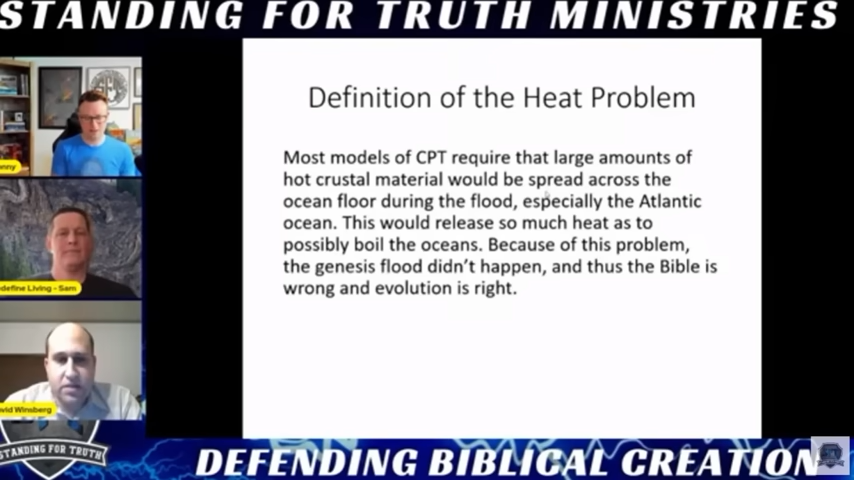 STANDING FOR TRUTH MINISTRIES
Definition of the Heat Problem
Most models of CPT require that large amounts of
hot crustal material would be spread across the
ocean floor during the flood, especially the Atlantic
ocean. This would release so much heat as to
possibly boil the oceans. Because of this problem,
the genesis flood didn't happen, and thus the Bible is
wrong and evolution is right.
onny
define Living - Sam
vid Winsberg
STANDING FOR TRUTH
DEFENDING BIBLICAL CREATION